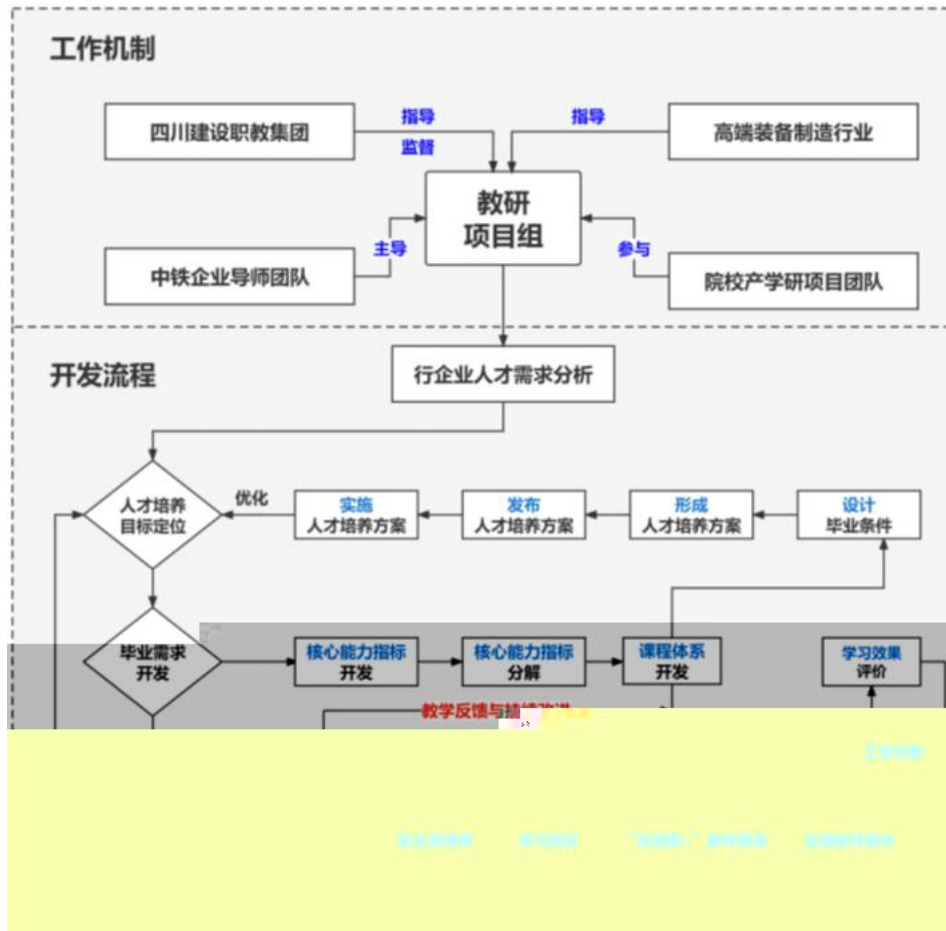 工作机制
四川建设职教集团
指导
监督
指导
高端装备制造行业
教研
项目组
中铁企业导师团队
主导
参与
院校产学研项目团队
开发流程
行企业人才需求分析
人才培养
目标定位
优化
实施
人才培养方案
发布
人才培养方案
形成
人才培养方案
设计
毕业条件
毕业需求
开发
核心能力指标
开发
核心能力指标
分解
课程体系
开发
学习效果
评价
教学反馈与持续改进